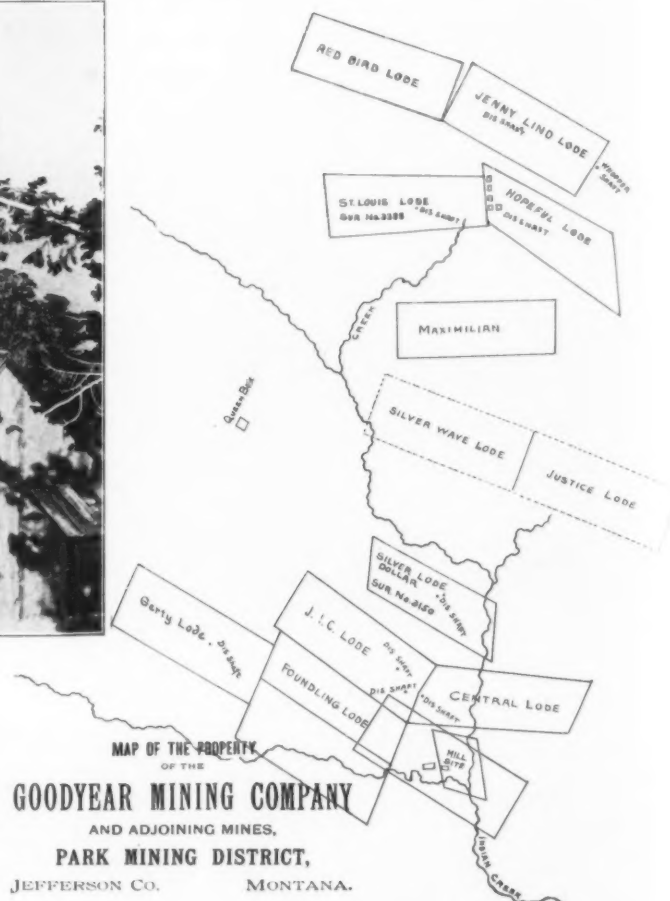 RED BIRD LODE
JENNY LIND LODE
DIS SHAFT
WHOPPER
SHAFT
ST. LOUIS LODE
SUR No. 3388
DIS SHAFT
HOPEFUL LODE
DIS SHAFT
CREEK
MAXIMILIAN
QUEEN BEE
SILVER WAVE LODE
JUSTICE LODE
SILVER LODE
DOLLAR
SUR No. 3150
DIS SHAFT
Garty Lode.
DIS Shaft
J.I.C. LODE
DIS SHAFT
FOUNDLING LODE
DIS SHAFT
DIS SHAFT
CENTRAL LODE
MILL
SITE
INDIAN CREEK
MAP OF THE PROPERTY
OF THE
GOODYEAR MINING COMPANY
AND ADJOINING MINES,
PARK MINING DISTRICT,
JEFFERSON CO. MONTANA.